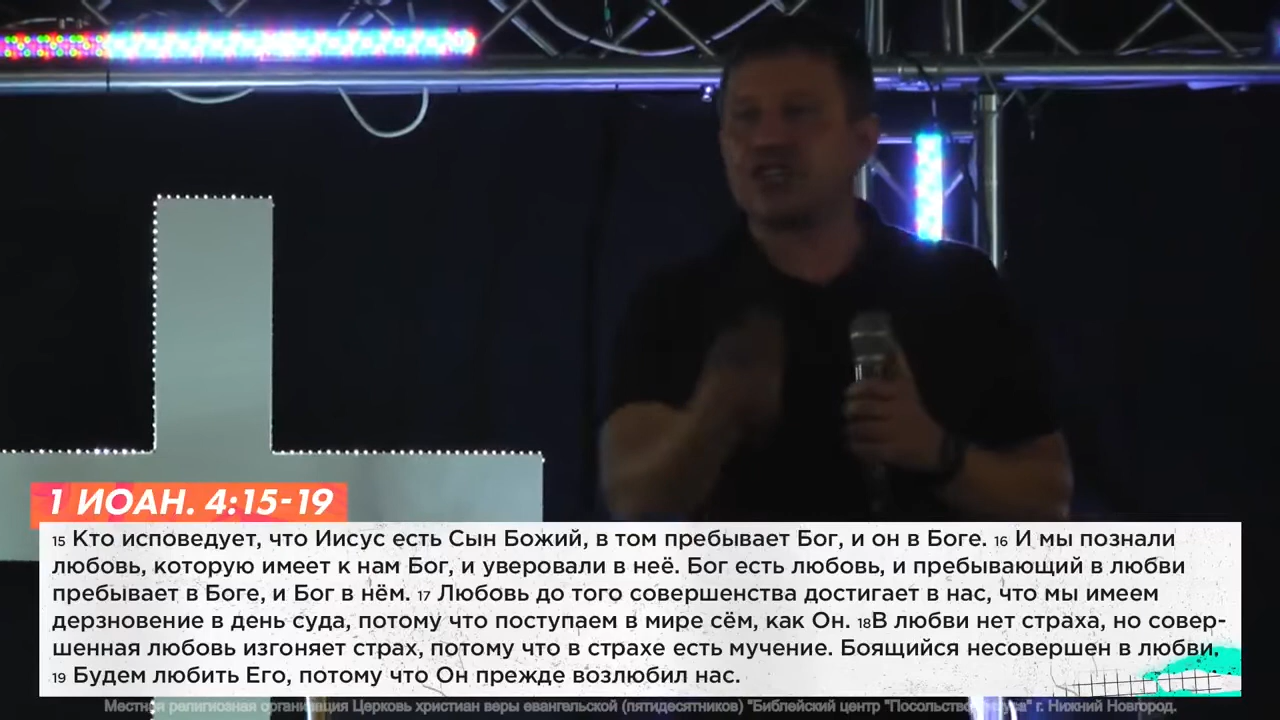 1 ИОАН. 4:15-19
15 Кто исповедует, что Иисус есть Сын Божий, в том пребывает Бог, и он в Боге. 16 И мы познали
любовь, которую имеет к нам Бог, и уверовали в неё. Бог есть любовь, и пребывающий в любви
пребывает в Боге, и Бог в нём. 17 Любовь до того совершенства достигает в нас, что мы имеем
дерзновение в день суда, потому что поступаем в мире сём, как Он. 18В любви нет страха, но совер-
шенная любовь изгоняет страх, потому что в страхе есть мучение. Боящийся несовершен в любви.
19 Будем любить Его, потому что Он прежде возлюбил нас.
Местная религиозная организация Церковь христиан веры евангельской (пятидесятников) "Библейский центр "Посольство Иисуса" г. Нижний Новгород.